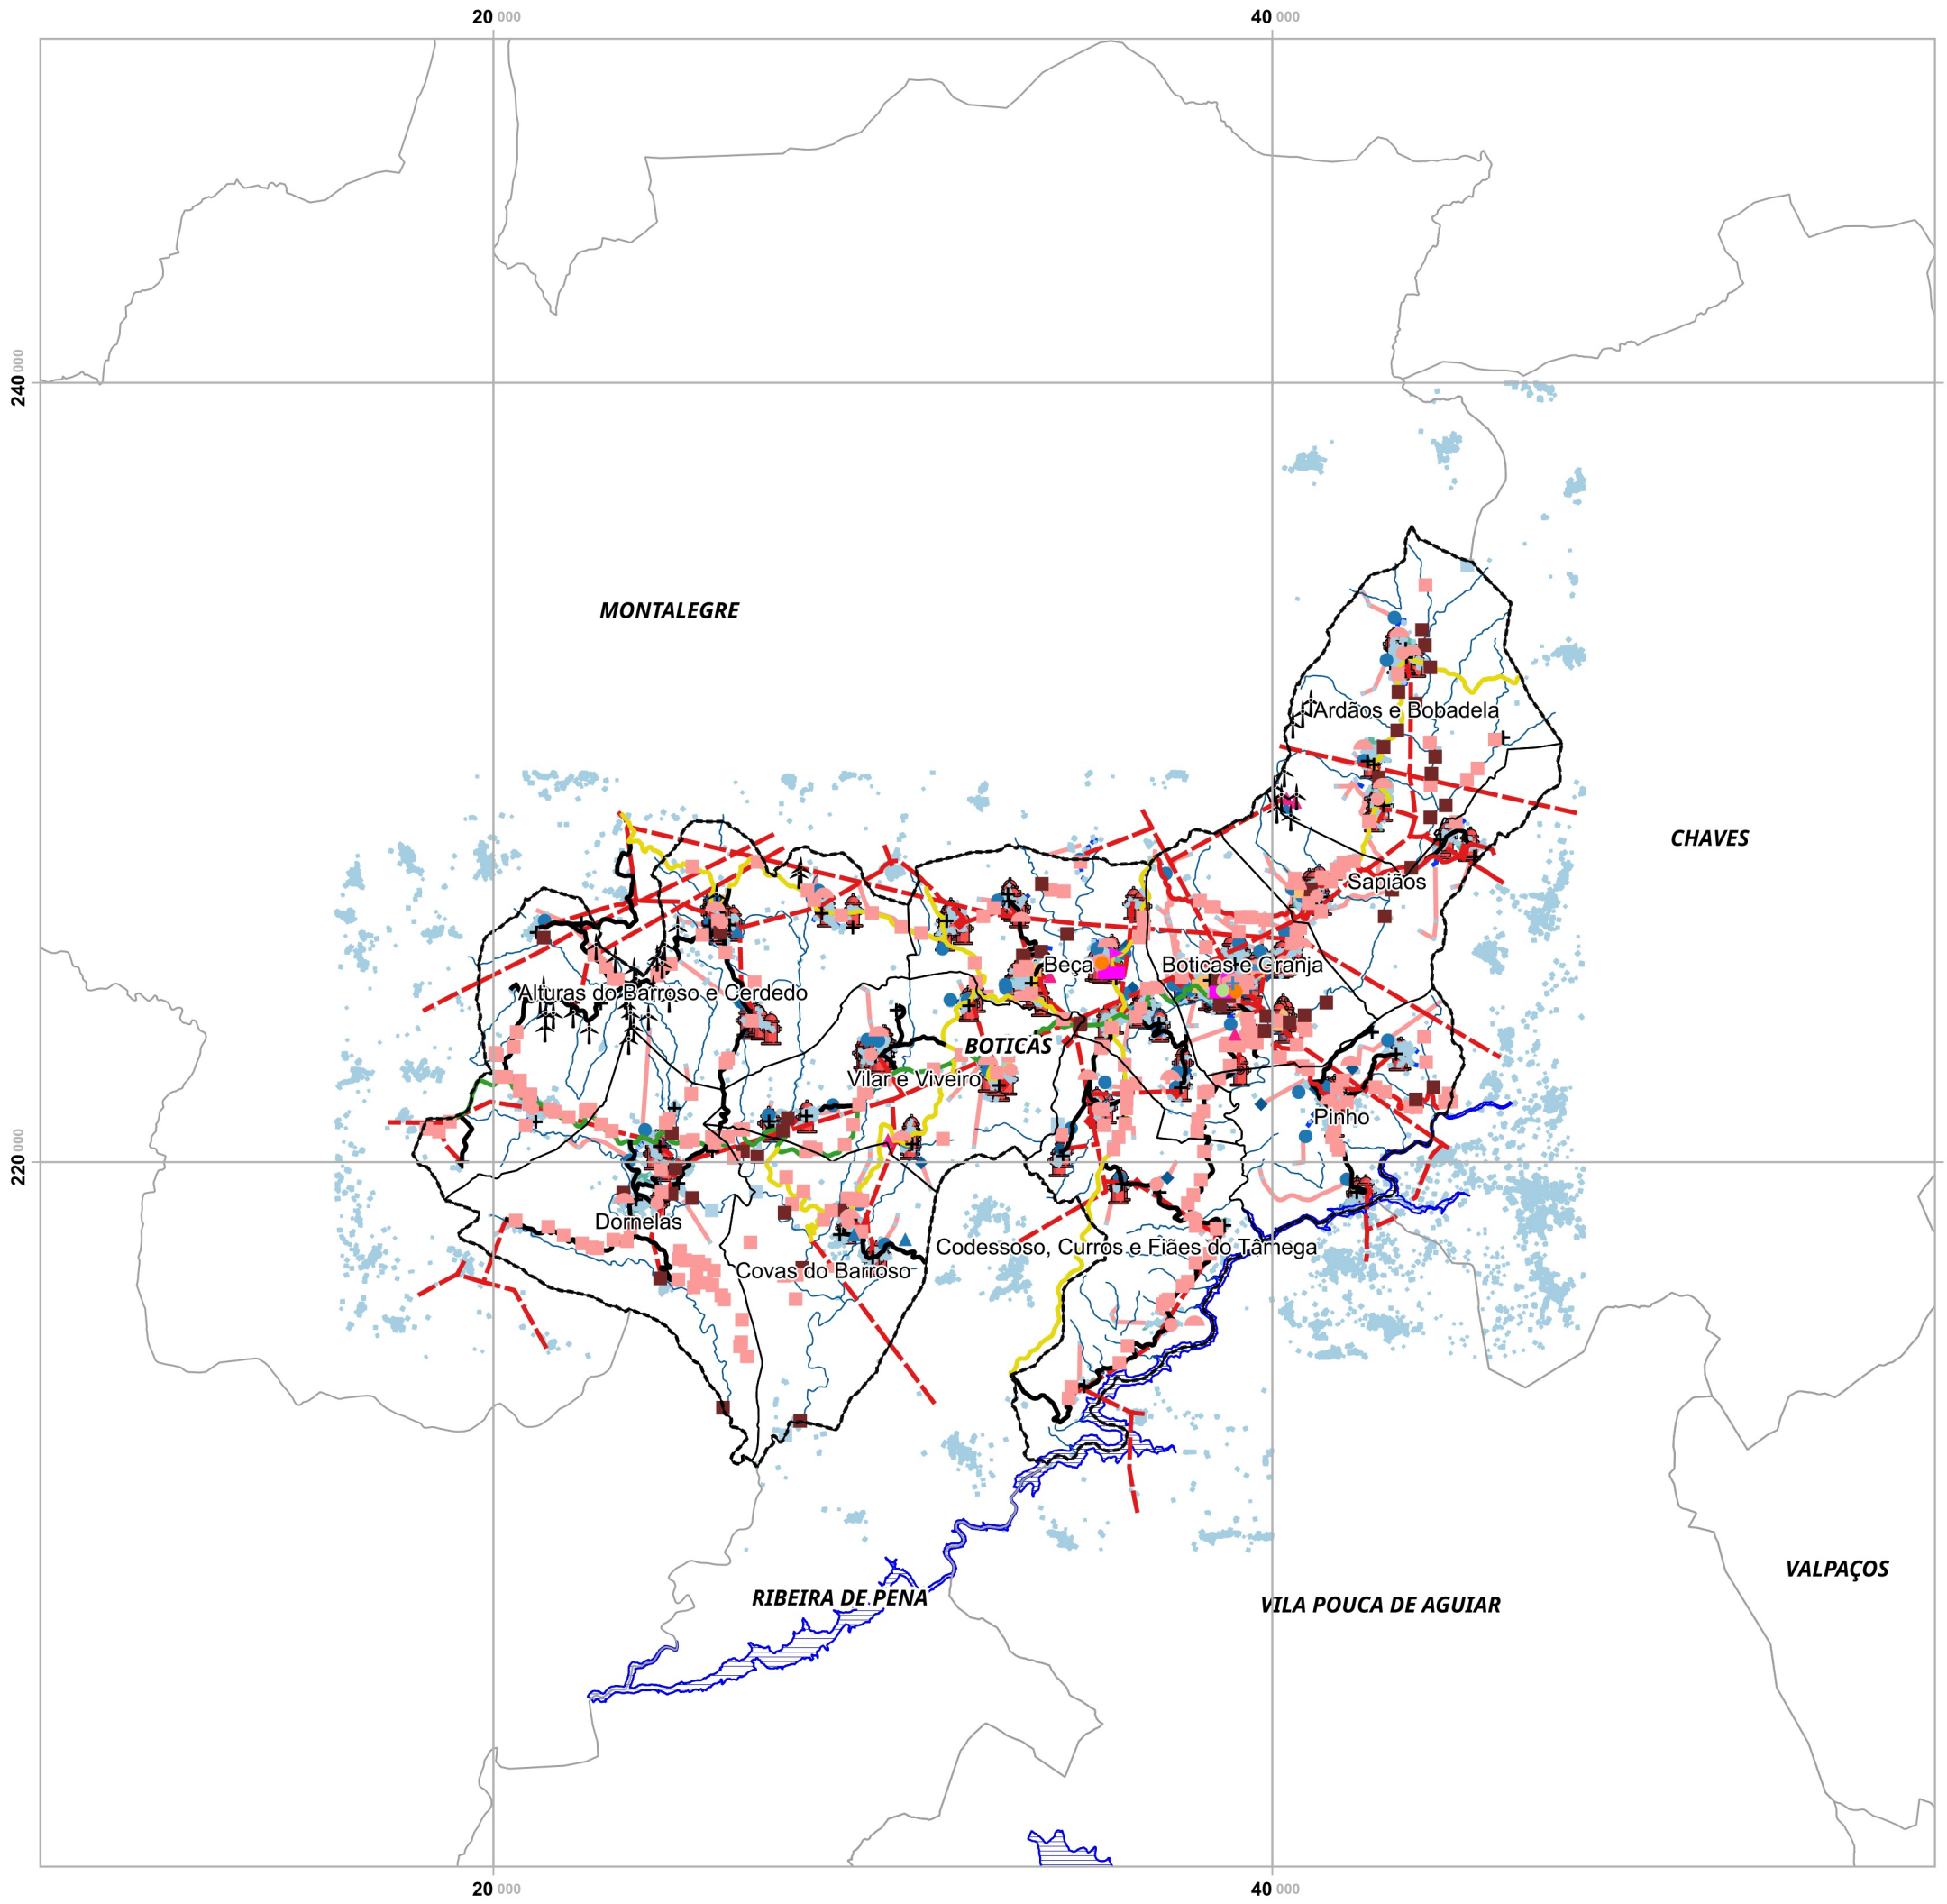 20 000
40 000
240 000
MONTALEGRE
Ardãos e Bobadela
CHAVES
Sapiãos
Beça
Boticas e Granja
Alturas do Barroso e Cerdedo
BOTICAS
Vilar e Viveiro
Pinho
220 000
Dornelas
Codessoso, Curros e Fiães do Tâmega
Covas do Barroso
VALPAÇOS
RIBEIRA DE PENA
VILA POUCA DE AGUIAR
20 000
40 000